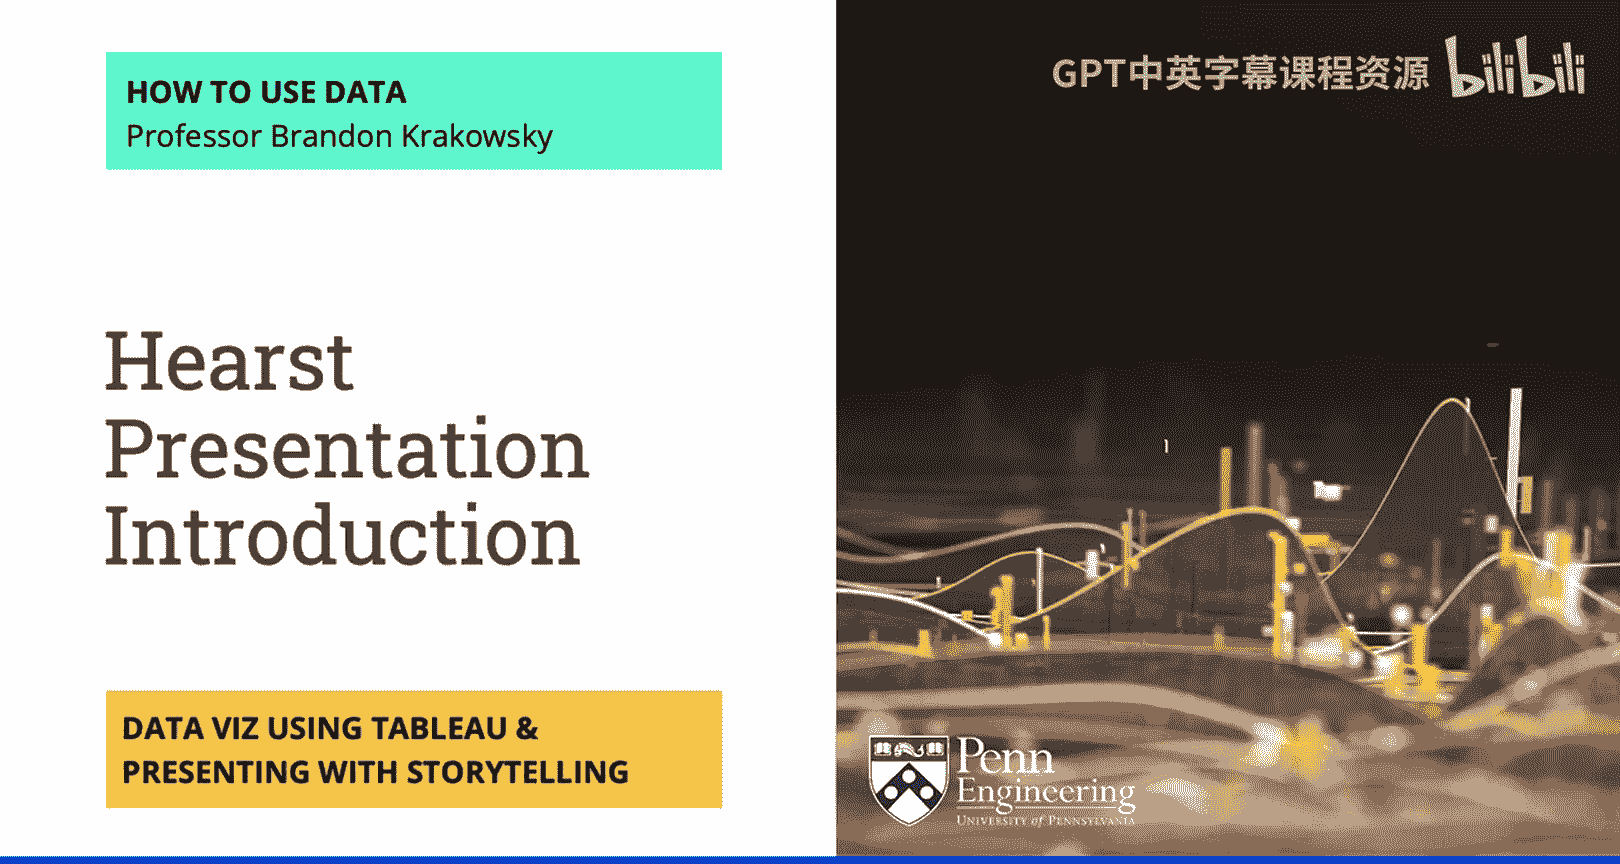 HOW TO USE DATA
Professor Brandon Krakowsky
Hearst
Presentation
Introduction
DATA VIZ USING TABLEAU &
PRESENTING WITH STORYTELLING
GPT中英字幕课程资源 bilibili
Penn
Engineering
UNIVERSITY of PENNSYLVANIA